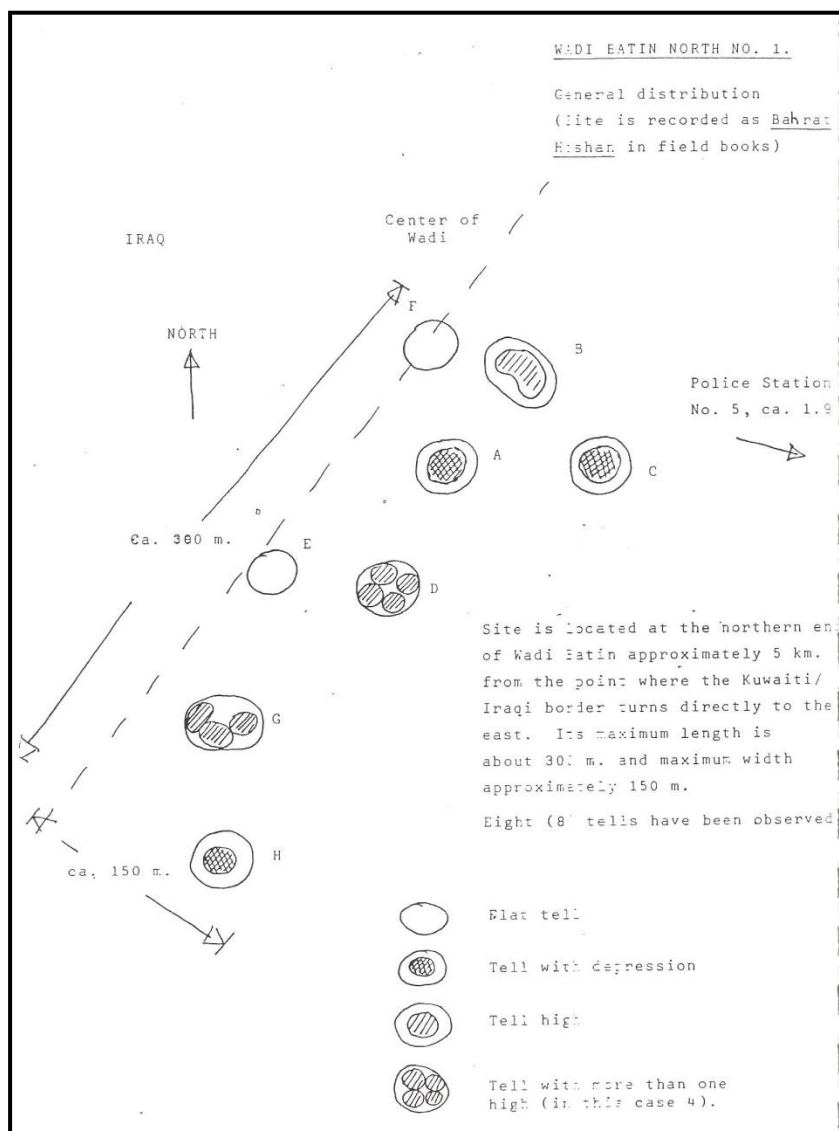 WADI EATIN NORTH NO. 1.
General distribution
(Site is recorded as Bahrat
in field books)
Center of
Wadi
IRAQ
F
NORTH
B
Police Station
No. 5, ca. 1.9
A
C
Ca. 300 m.
E
D
Site is located at the northern en
of Wadi Eatin approximately 5 km.
from the point where the Kuwaiti/
Iraqi border turns directly to the
east. Its maximum length is
about 300 m. and maximum width
approximately 150 m.
Eight (8) tells have been observed
G
H
ca. 150 m.
Flat tell
Tell with depression
Tell high
Tell with more than one
high (in this case 4).